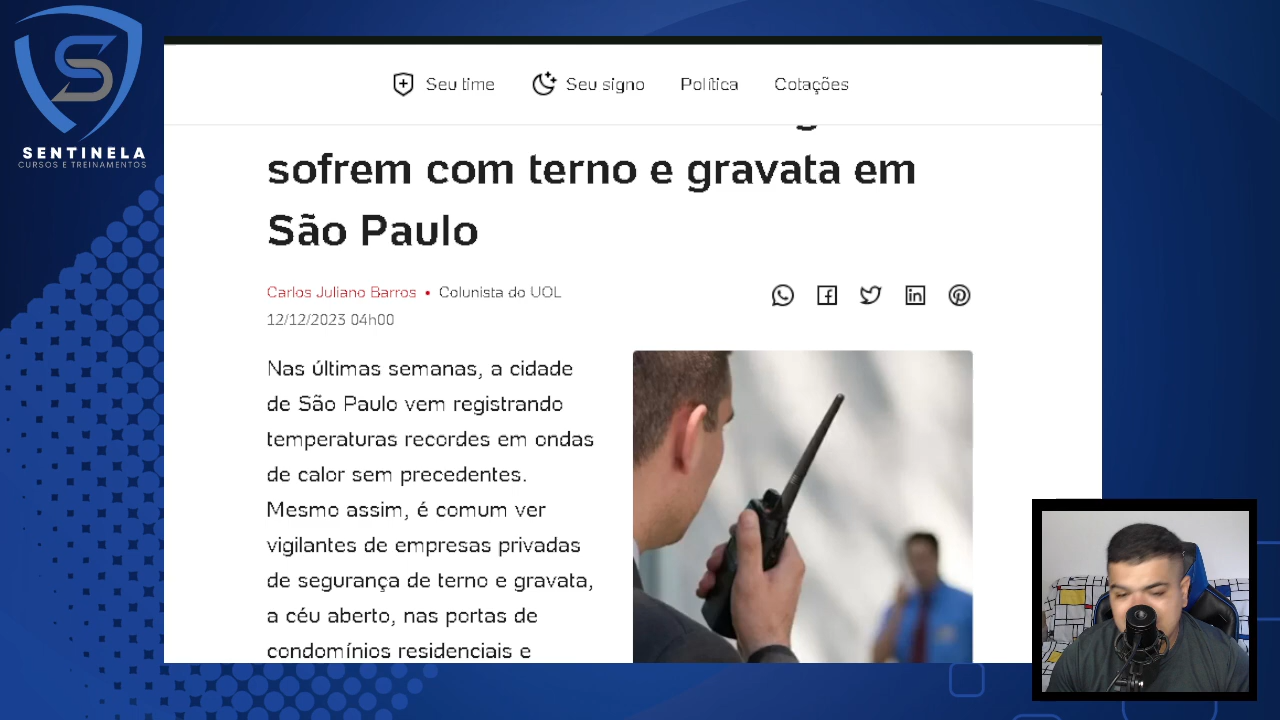 S
SENTINELA
CURSOS E TREINAMENTOS
Seu time
Seu signo
Política
Cotações
sofrem com terno e gravata em
São Paulo
Carlos Juliano Barros • Colunista do UOL
12/12/2023 04h00
Nas últimas semanas, a cidade
de São Paulo vem registrando
temperaturas recordes em ondas
de calor sem precedentes.
Mesmo assim, é comum ver
vigilantes de empresas privadas
de segurança de terno e gravata,
a céu aberto, nas portas de
condomínios residenciais e